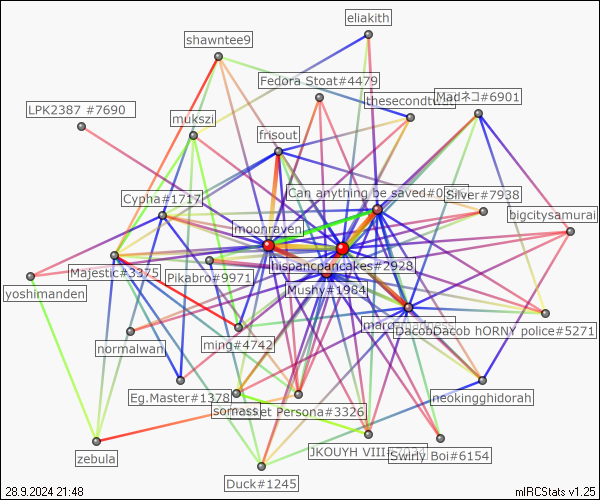 eliakith
shawntee9
Fedora Stoat#4479
thesecondtw
Madネコ#6901
LPK2387 #7690
mukszi
frisout
Can anything be saved#0
Silver#7938
Cypha#1717
bigcitysamurai
moonraven
hispancpancakes#2928
Majestic#3375
Pikabro#9971
Mushy#1984
yoshimanden
DacobDacob hORNY police#5271
ming#4742
normalwan
Eg.Master#1378
neokingghidorah
somass
et Persona#3326
JKOUYH VIII
Swirly Boi#6154
zebula
Duck#1245
28.9.2024 21:48
mIRCStats v1.25